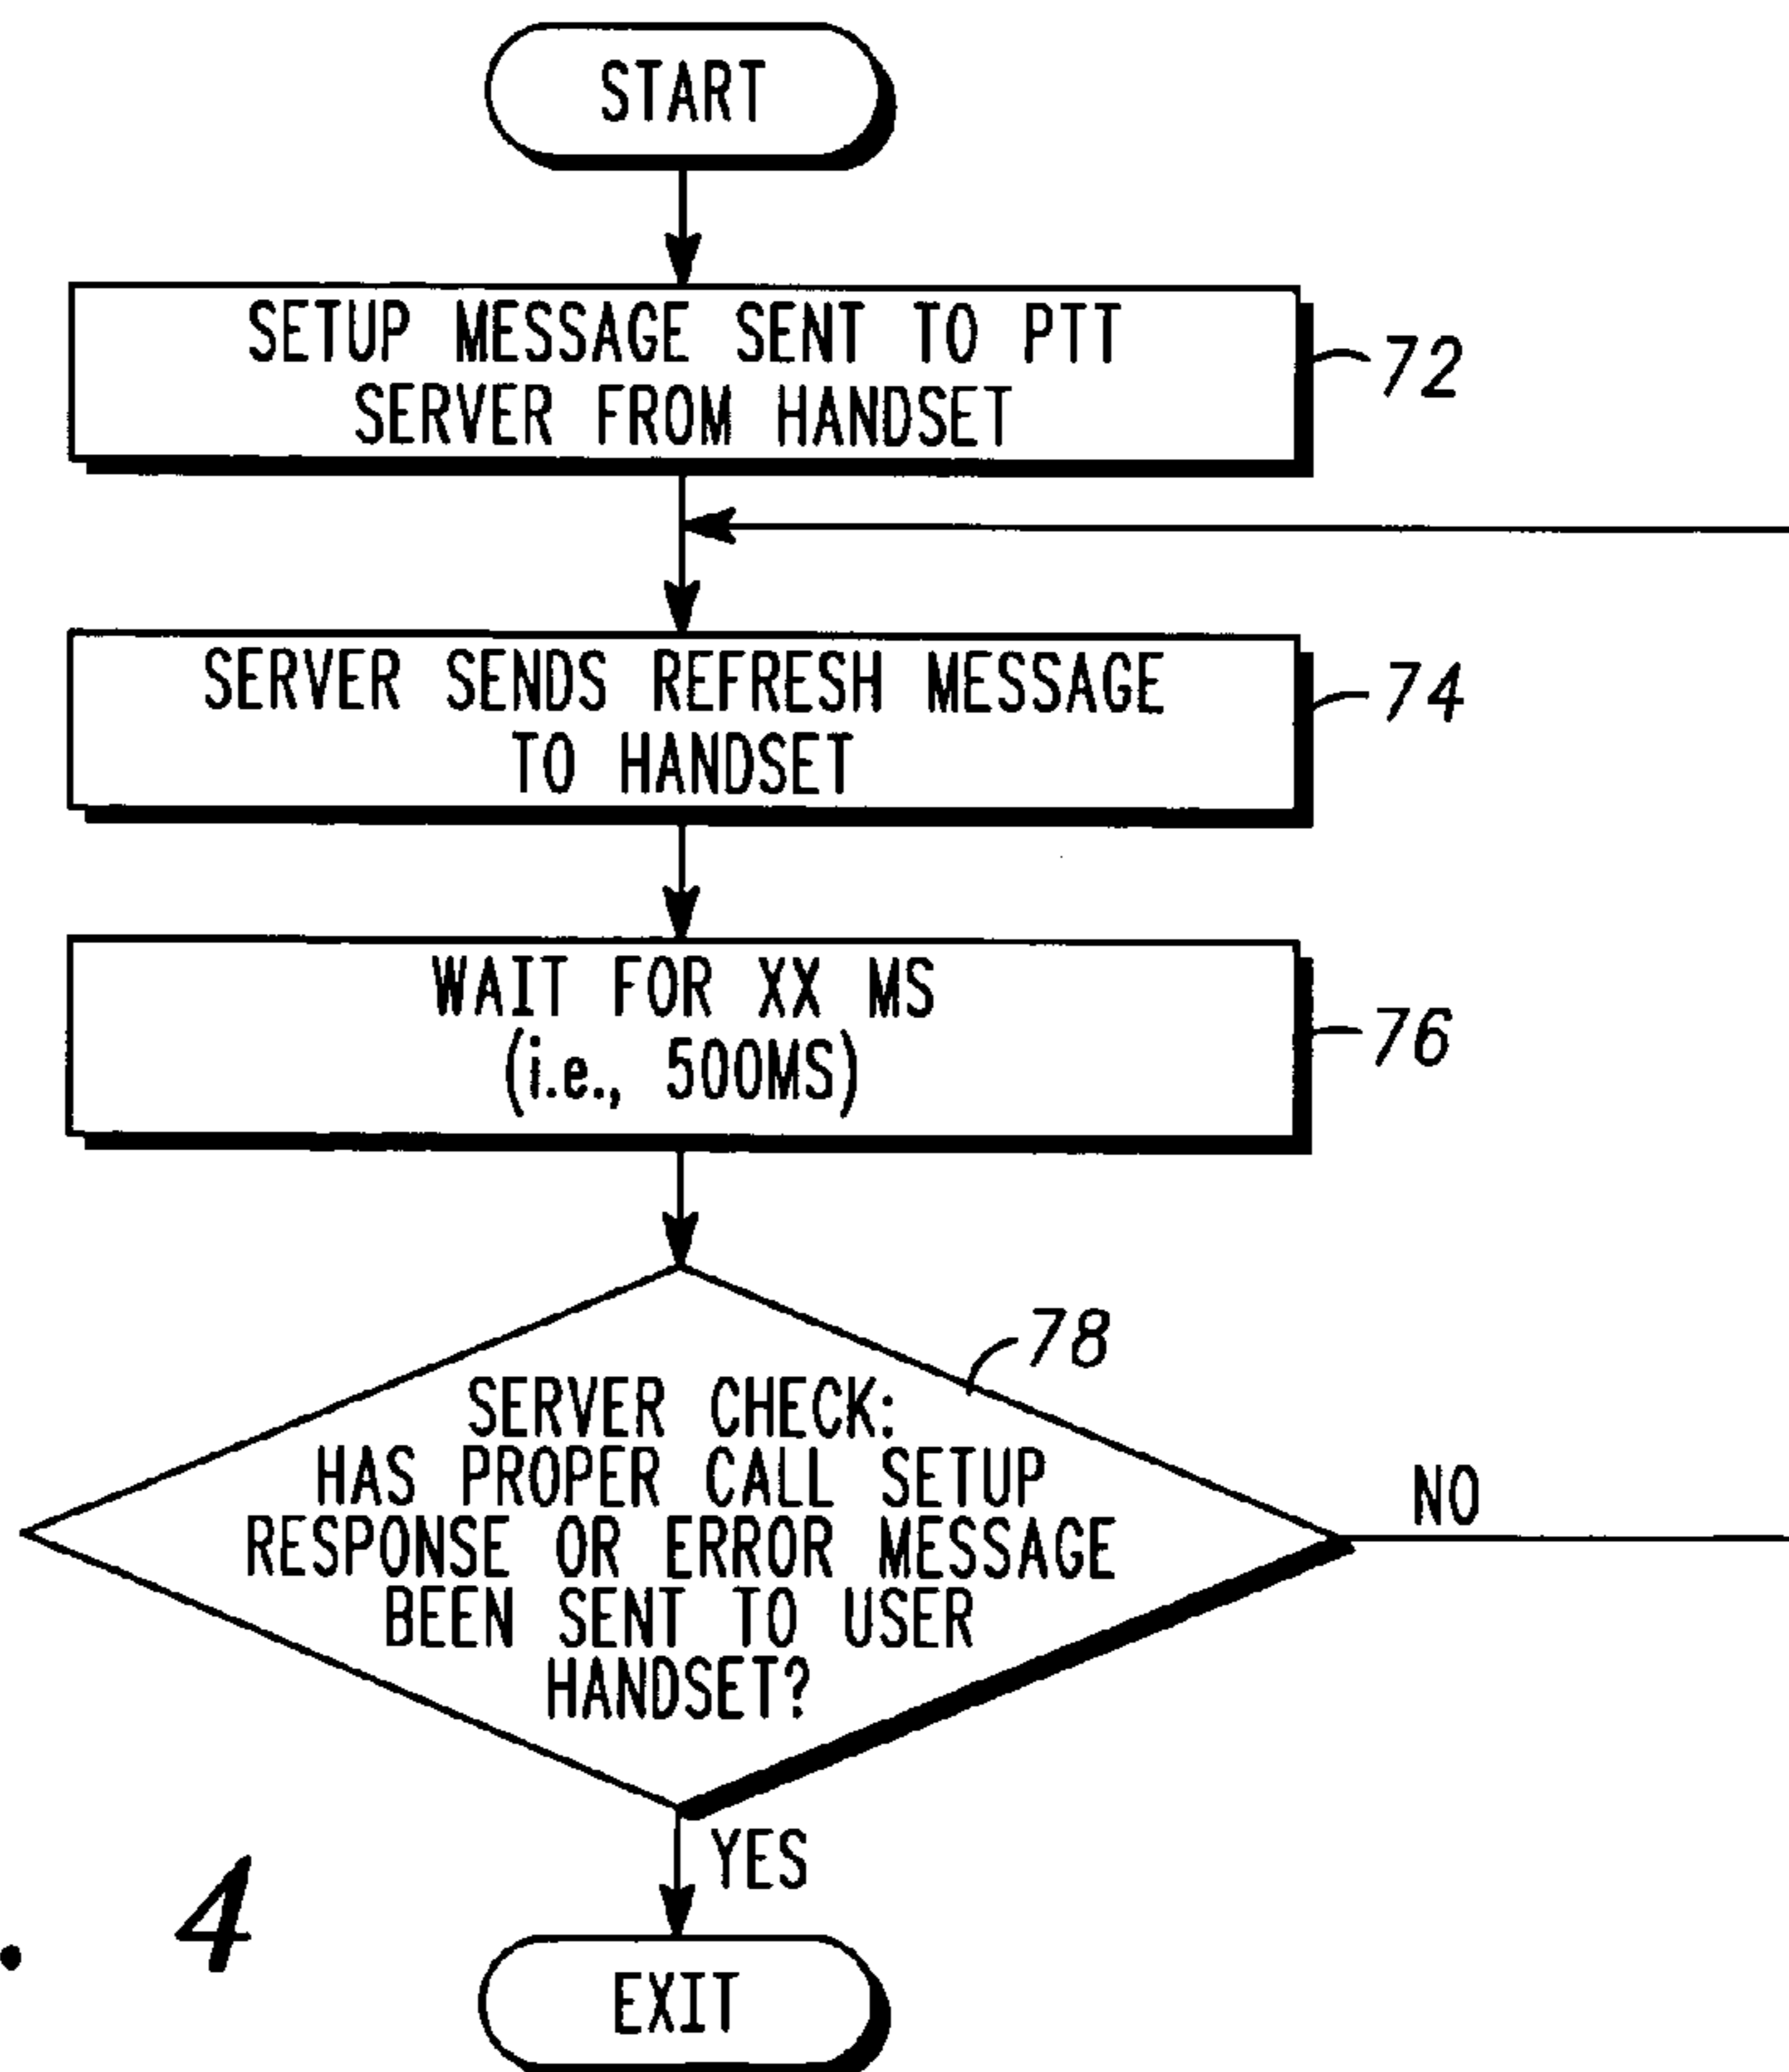 START
SETUP MESSAGE SENT TO PTT
SERVER FROM HANDSET
72
SERVER SENDS REFRESH MESSAGE
TO HANDSET
74
WAIT FOR XX MS
(i.e., 500MS)
76
78
SERVER CHECK:
HAS PROPER CALL SETUP
RESPONSE OR ERROR MESSAGE
BEEN SENT TO USER
HANDSET?
NO
YES
. 4
EXIT